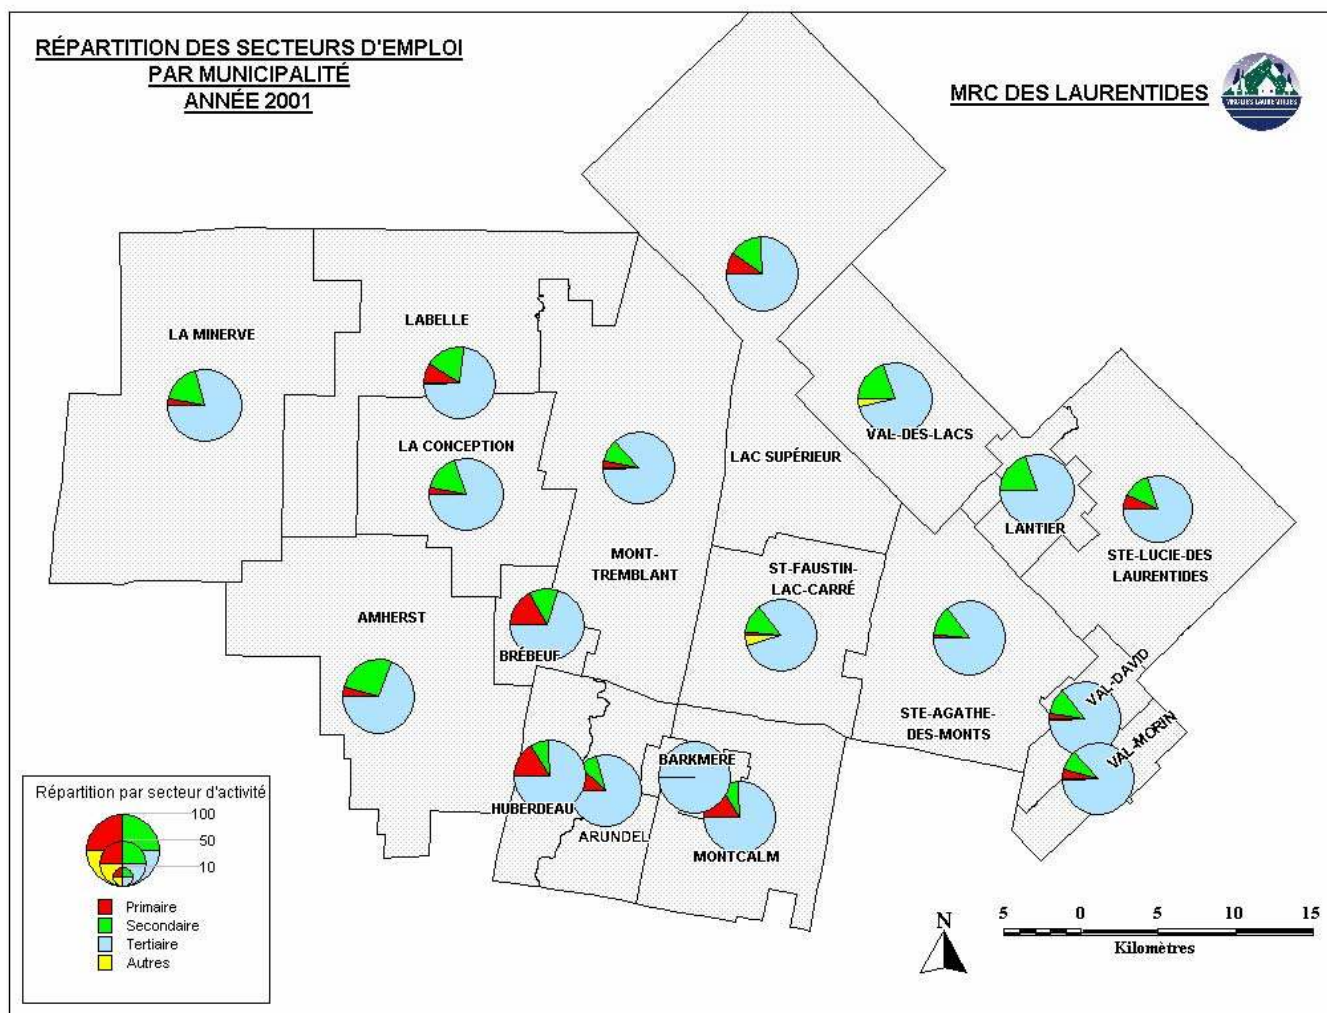 RÉPARTITION DES SECTEURS D'EMPLOI
PAR MUNICIPALITÉ
ANNÉE 2001
MRC DES LAURENTIDES
MRC DES LAURENTIDES
LA MINERVE
LABELLE
LA CONCEPTION
LAC SUPÉRIEUR
VAL-DES-LACS
LANTIER
STE-LUCIE-DES
LAURENTIDES
MONT-
TREMBLANT
ST-FAUSTIN-
LAC-CARRÉ
AMHERST
BRÉBEUF
STE-AGATHE-
DES-MONTS
VAL-DAVID
VAL-MORIN
BARKMERE
HUBERDEAU
ARUNDEL
MONTCALM
Répartition par secteur d'activité
100
50
10
Primaire
Secondaire
Tertiaire
Autres
N
5 0 5 10 15
Kilomètres